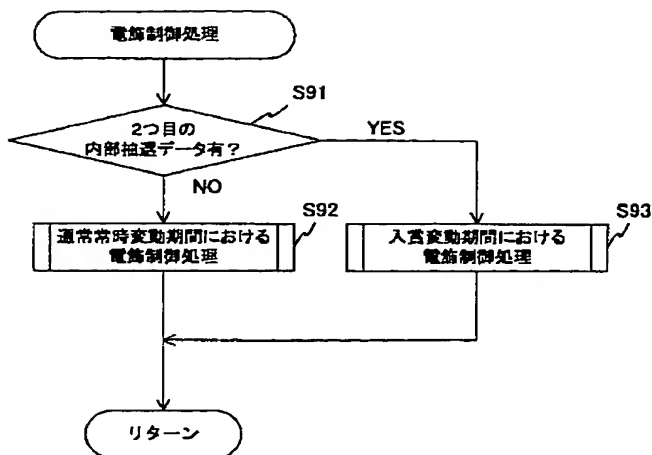 電飾制御処理
S91
2つ目の
内部抽選データ有?
YES
NO
S92
通常常時変動期間における
電飾制御処理
S93
入賞変動期間における
電飾制御処理
リターン